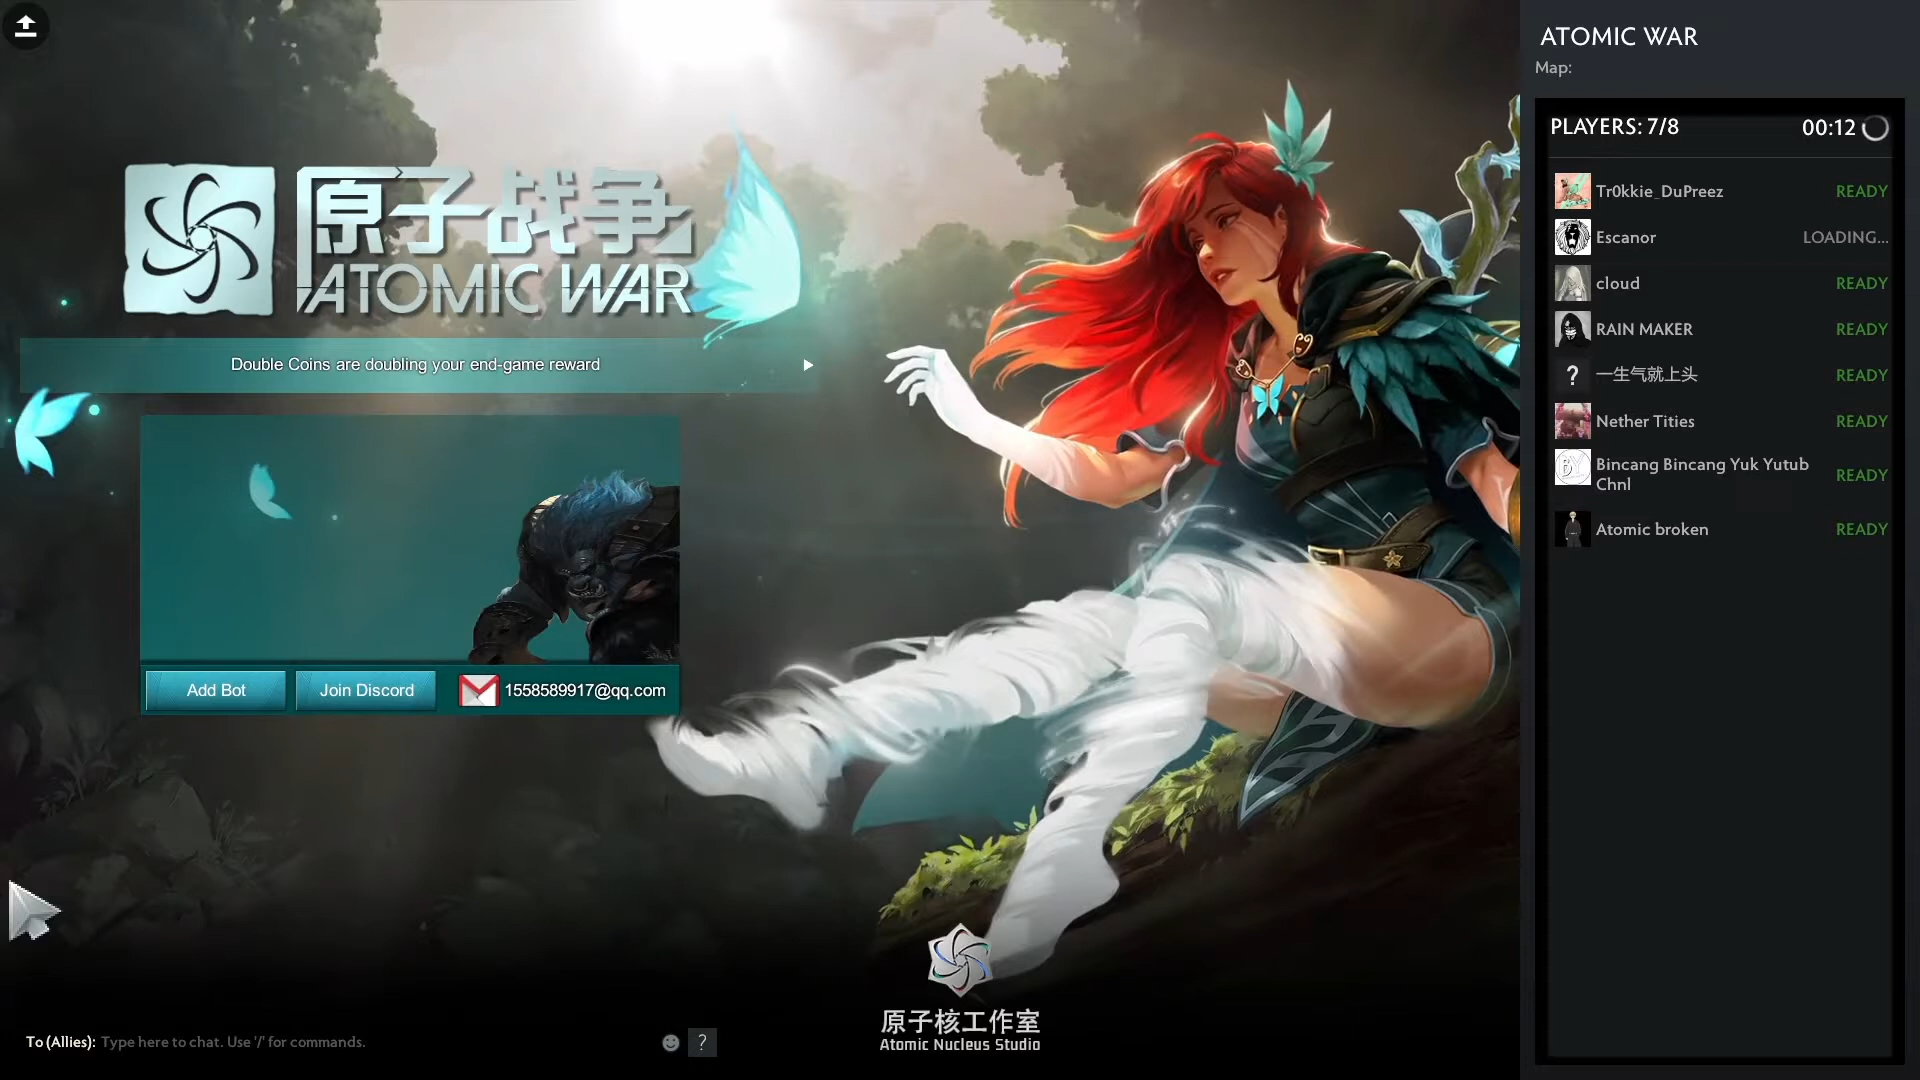 原子战争
ATOMIC WAR
Double Coins are doubling your end-game reward
Add Bot
Join Discord
1558589917@qq.com
To (Allies): Type here to chat. Use '/' for commands.
?
原子核工作室
Atomic Nucleus Studio
ATOMIC WAR
Map:
PLAYERS: 7/8 00:12
Tr0kkie_DuPreez READY
Escanor LOADING...
cloud READY
RAIN MAKER READY
? 一生气就上头 READY
Nether Tities READY
BY Bincang Bincang Yuk Yutub
Chnl READY
Atomic broken READY